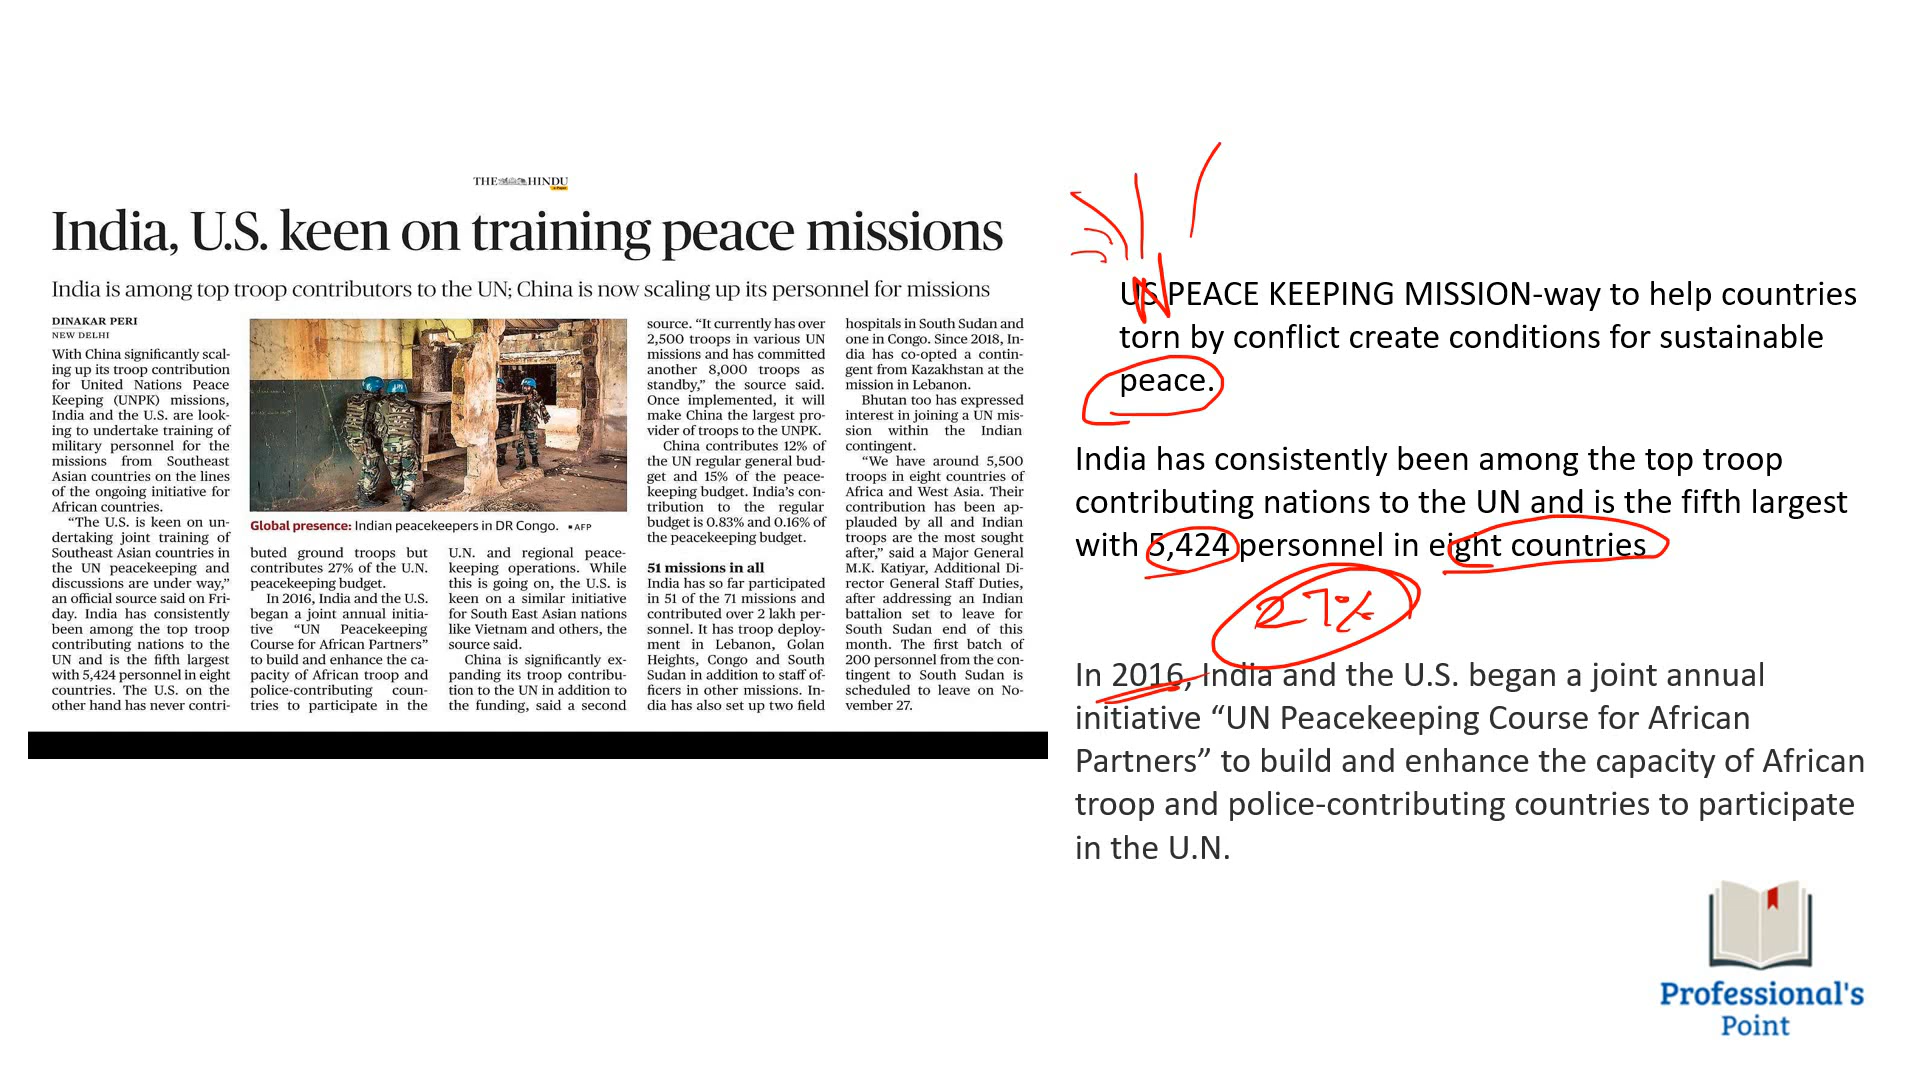 THE HINDU
India, U.S. keen on training peace missions
India is among top troop contributors to the UN; China is now scaling up its personnel for missions
DINAKAR PERI
NEW DELHI
With China significantly scal-
ing up its troop contribution
for United Nations Peace
Keeping (UNPK) missions,
India and the U.S. are look-
ing to undertake training of
military personnel for the
missions from Southeast
Asian countries on the lines
of the ongoing initiative for
African countries.
“The U.S. is keen on un-
dertaking joint training of
Southeast Asian countries in
the UN peacekeeping and
discussions are under way,”
an official source said on Fri-
day. India has consistently
been among the top troop
contributing nations to the
UN and is the fifth largest
with 5,424 personnel in eight
countries. The U.S. on the
other hand has never contri-
Global presence: Indian peacekeepers in DR Congo. ▪ AFP
buted ground troops but
contributes 27% of the U.N.
peacekeeping budget.
In 2016, India and the U.S.
began a joint annual initia-
tive “UN Peacekeeping
Course for African Partners”
to build and enhance the ca-
pacity of African troop and
police-contributing coun-
tries to participate in the
U.N. and regional peace-
keeping operations. While
this is going on, the U.S. is
keen on a similar initiative
for South East Asian nations
like Vietnam and others, the
source said.
China is significantly ex-
panding its troop contribu-
tion to the UN in addition to
the funding, said a second
source. “It currently has over
2,500 troops in various UN
missions and has committed
another 8,000 troops as
standby,” the source said.
Once implemented, it will
make China the largest pro-
vider of troops to the UNPK.
China contributes 12% of
the UN regular general bud-
get and 15% of the peace-
keeping budget. India’s con-
tribution to the regular
budget is 0.83% and 0.16% of
the peacekeeping budget.
51 missions in all
India has so far participated
in 51 of the 71 missions and
contributed over 2 lakh per-
sonnel. It has troop deploy-
ment in Lebanon, Golan
Heights, Congo and South
Sudan in addition to staff of-
ficers in other missions. In-
dia has also set up two field
hospitals in South Sudan and
one in Congo. Since 2018, In-
dia has co-opted a contin-
gent from Kazakhstan at the
mission in Lebanon.
Bhutan too has expressed
interest in joining a UN mis-
sion within the Indian
contingent.
“We have around 5,500
troops in eight countries of
Africa and West Asia. Their
contribution has been ap-
plauded by all and Indian
troops are the most sought
after,” said a Major General
M.K. Katiyar, Additional Di-
rector General Staff Duties,
after addressing an Indian
battalion set to leave for
South Sudan end of this
month. The first batch of
200 personnel from the con-
tingent to South Sudan is
scheduled to leave on No-
vember 27.
US PEACE KEEPING MISSION-way to help countries
N
torn by conflict create conditions for sustainable
peace.
India has consistently been among the top troop
contributing nations to the UN and is the fifth largest
with 5,424 personnel in eight countries
27%
In 2016, India and the U.S. began a joint annual
initiative “UN Peacekeeping Course for African
Partners” to build and enhance the capacity of African
troop and police-contributing countries to participate
in the U.N.
Professional's
Point